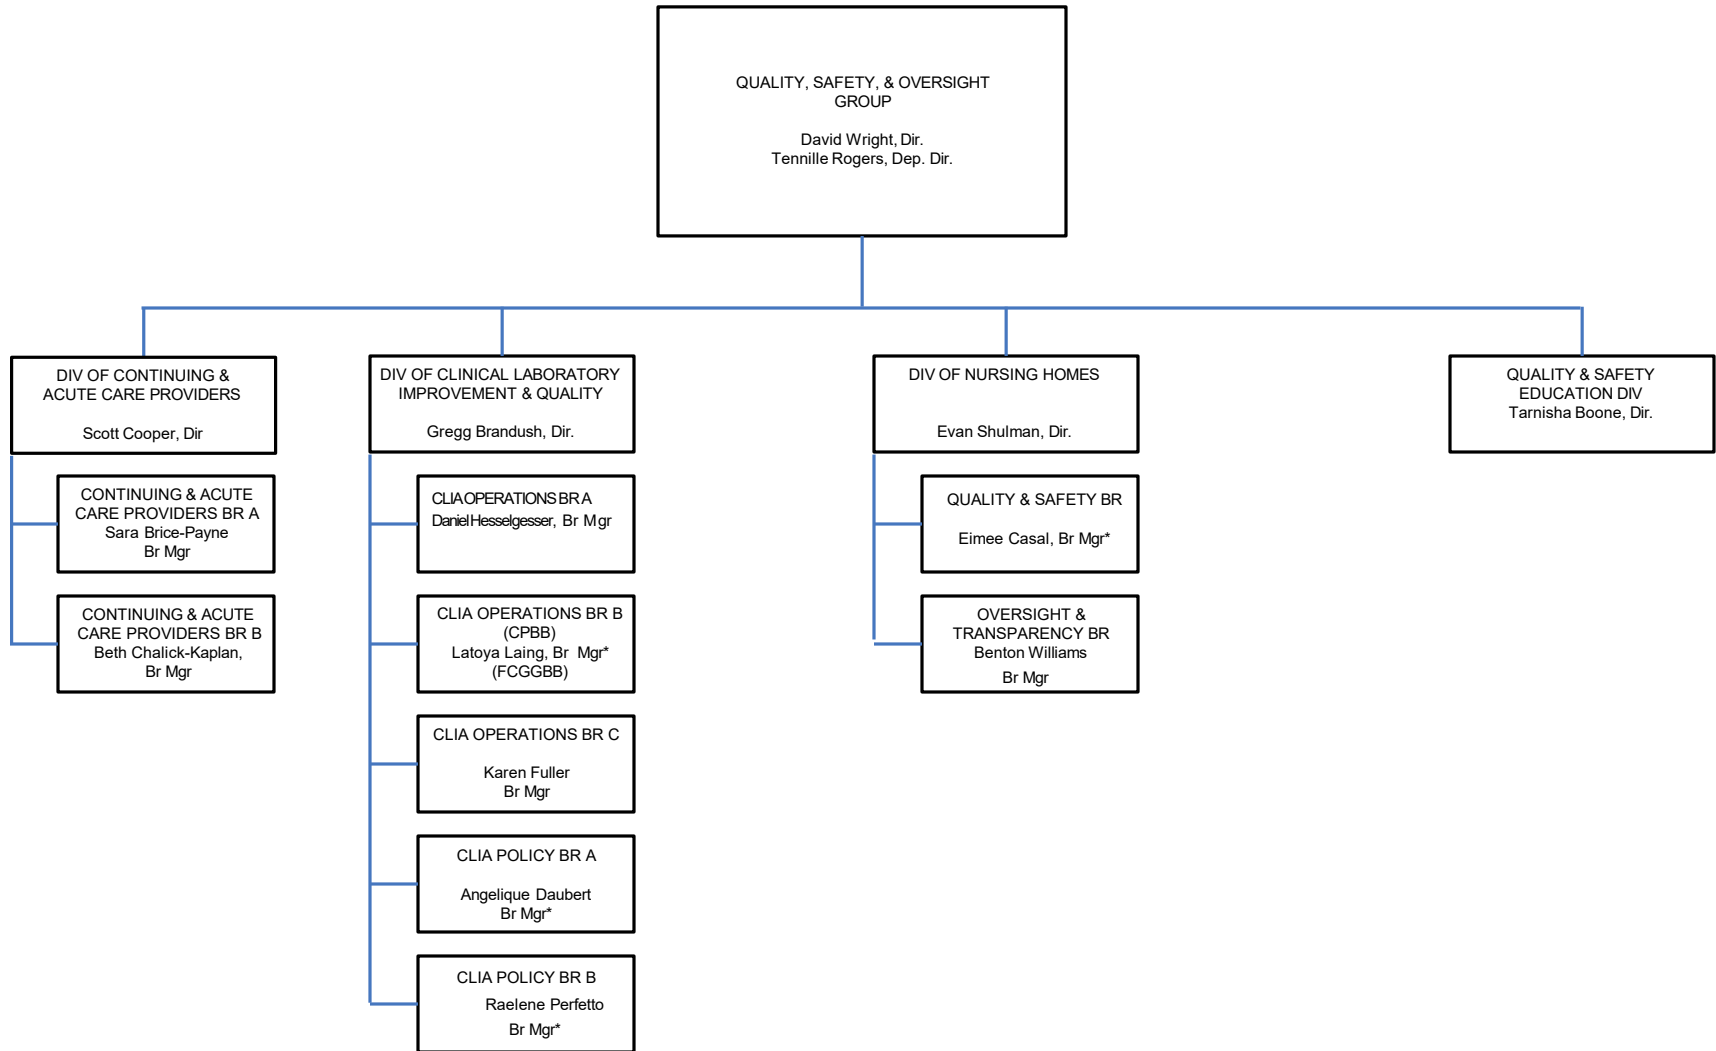 QUALITY, SAFETY, & OVERSIGHT
GROUP
David Wright, Dir.
Tennille Rogers, Dep. Dir.
DIV OF CONTINUING &
ACUTE CARE PROVIDERS
Scott Cooper, Dir
CONTINUING & ACUTE
CARE PROVIDERS BR A
Sara Brice-Payne
Br Mgr
CONTINUING & ACUTE
CARE PROVIDERS BR B
Beth Chalick-Kaplan,
Br Mgr
DIV OF CLINICAL LABORATORY
IMPROVEMENT & QUALITY
Gregg Brandush, Dir.
CLIA OPERATIONS BR A
Daniel Hesselgesser, Br Mgr
CLIA OPERATIONS BR B
(CPBB)
Latoya Laing, Br Mgr*
(FCGGBB)
CLIA OPERATIONS BR C
Karen Fuller
Br Mgr
CLIA POLICY BR A
Angelique Daubert
Br Mgr*
CLIA POLICY BR B
Raelene Perfetto
Br Mgr*
DIV OF NURSING HOMES
Evan Shulman, Dir.
QUALITY & SAFETY BR
Eimee Casal, Br Mgr*
OVERSIGHT &
TRANSPARENCY BR
Benton Williams
Br Mgr
QUALITY & SAFETY
EDUCATION DIV
Tarnisha Boone, Dir.